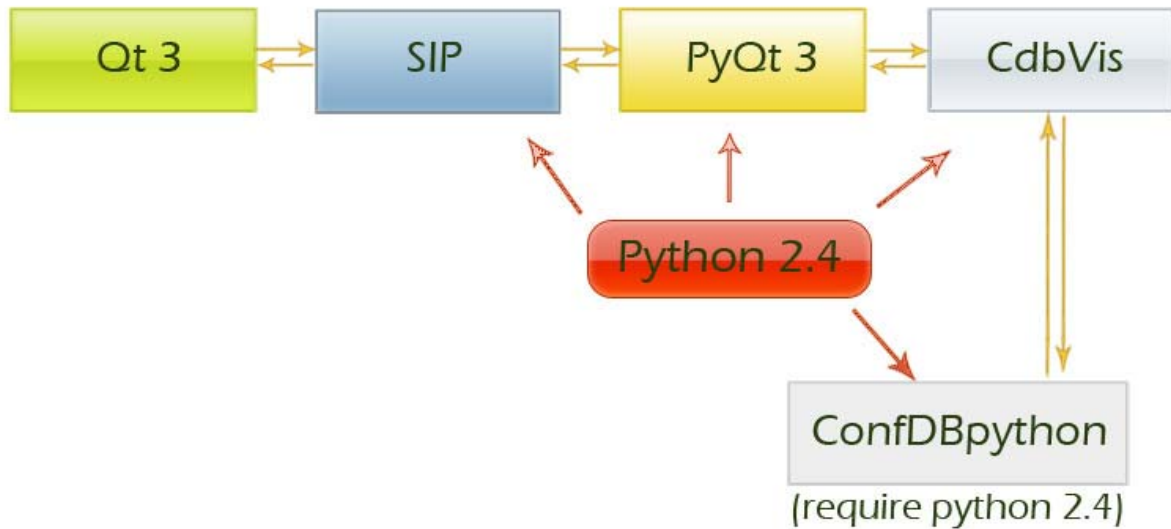 Qt 3
SIP
PyQt 3
CdbVis
Python 2.4
ConfDBpython
(require python 2.4)